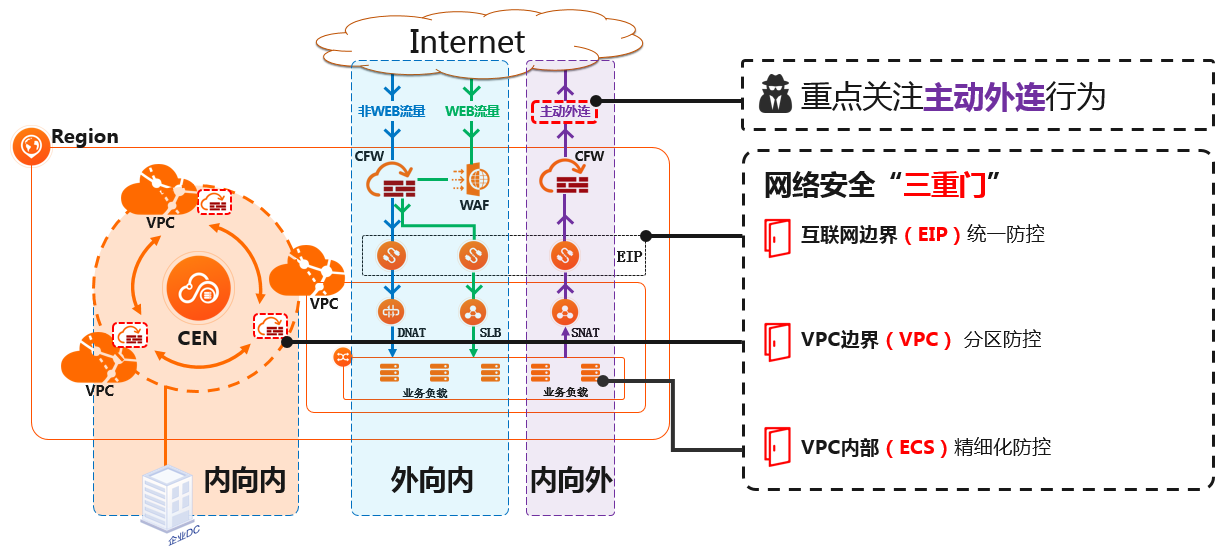 Internet
非WEB流量
WEB流量
主动外连
重点关注主动外连行为
Region
CFW
WAF
CFW
网络安全“三重门”
VPC
互联网边界（EIP）统一防控
EIP
VPC
CEN
DNAT
SLB
SNAT
VPC边界（VPC） 分区防控
VPC
业务负载
业务负载
VPC内部（ECS）精细化防控
内向内
外向内
内向外
企业DC